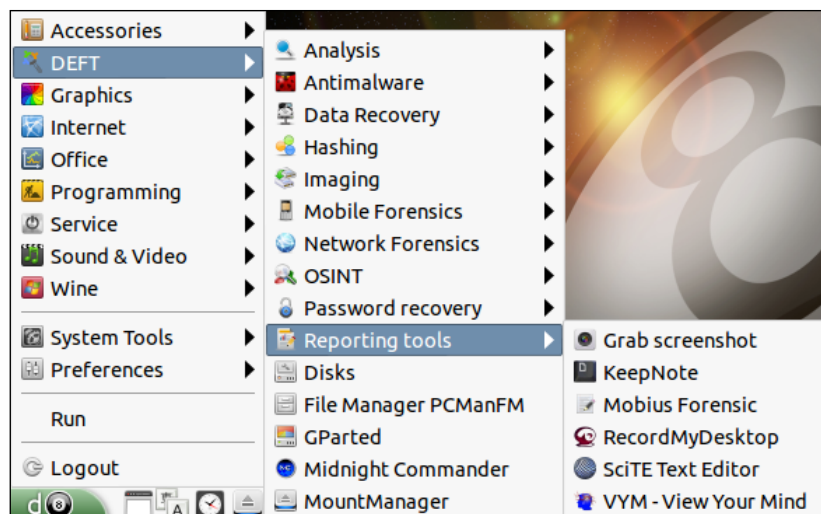 Accessories
DEFT
Graphics
Internet
Office
Programming
Service
Sound & Video
Wine
System Tools
Preferences
Run
Logout
Analysis
Antimalware
Data Recovery
Hashing
Imaging
Mobile Forensics
Network Forensics
OSINT
Password recovery
Reporting tools
Disks
File Manager PCManFM
GParted
Midnight Commander
MountManager
Grab screenshot
KeepNote
Mobius Forensic
RecordMyDesktop
SciTE Text Editor
VYM - View Your Mind
d8